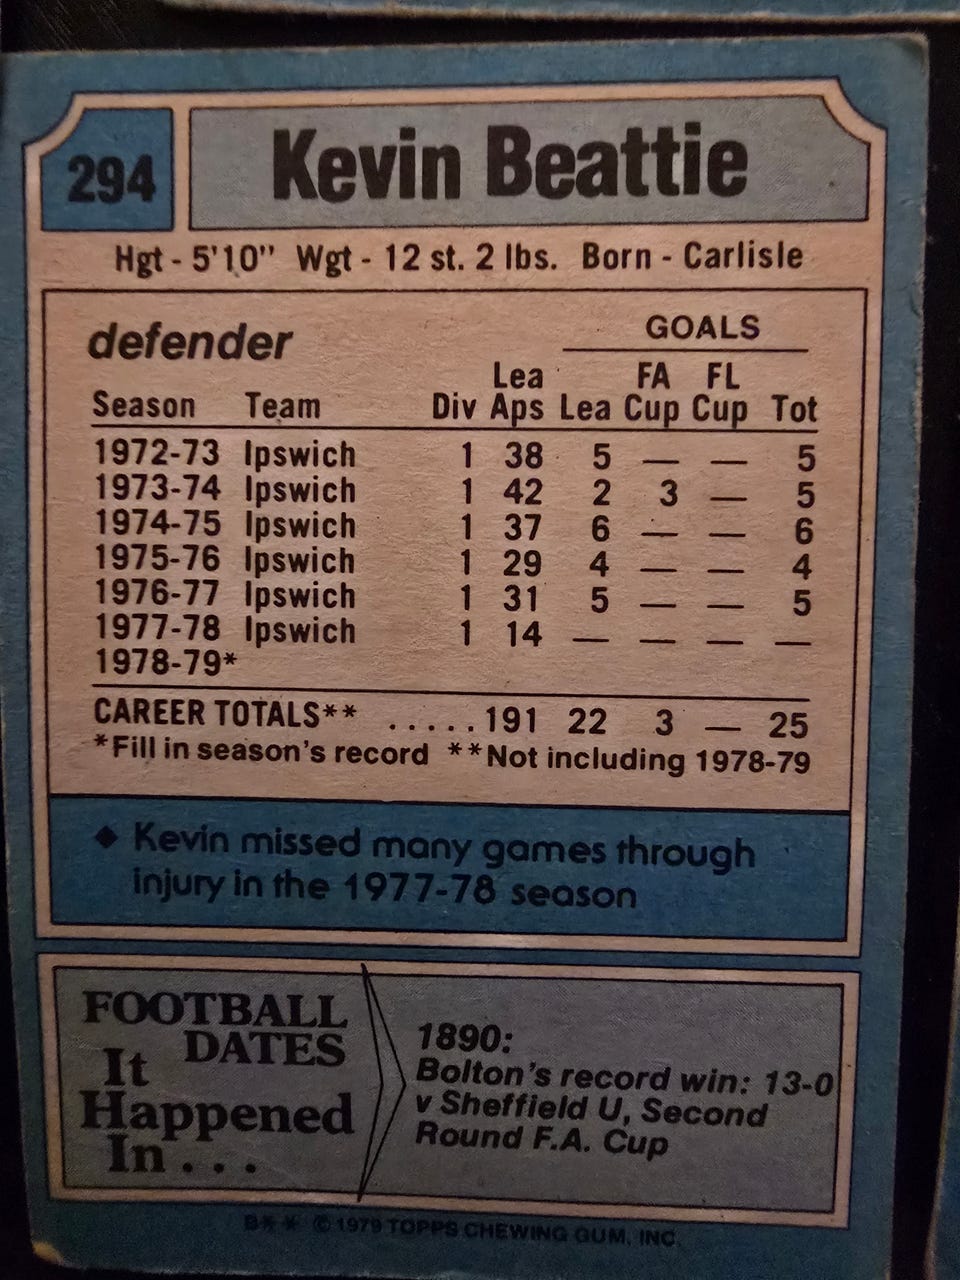 294 Kevin Beattie
Hgt - 5'10" Wgt - 12 st. 2 lbs. Born - Carlisle
defender GOALS
Lea FA FL
Season Team Div Aps Lea Cup Cup Tot
1972-73 Ipswich 1 38 5 — — 5
1973-74 Ipswich 1 42 2 3 — 5
1974-75 Ipswich 1 37 6 — — 6
1975-76 Ipswich 1 29 4 — — 4
1976-77 Ipswich 1 31 5 — — 5
1977-78 Ipswich 1 14 — — — —
1978-79*
CAREER TOTALS** ..... 191 22 3 — 25
*Fill in season's record **Not including 1978-79
◆ Kevin missed many games through
injury in the 1977-78 season
FOOTBALL
DATES
It
Happened
In . . .
1890:
Bolton's record win: 13-0
v Sheffield U, Second
Round F.A. Cup
B** © 1979 TOPPS CHEWING GUM, INC.